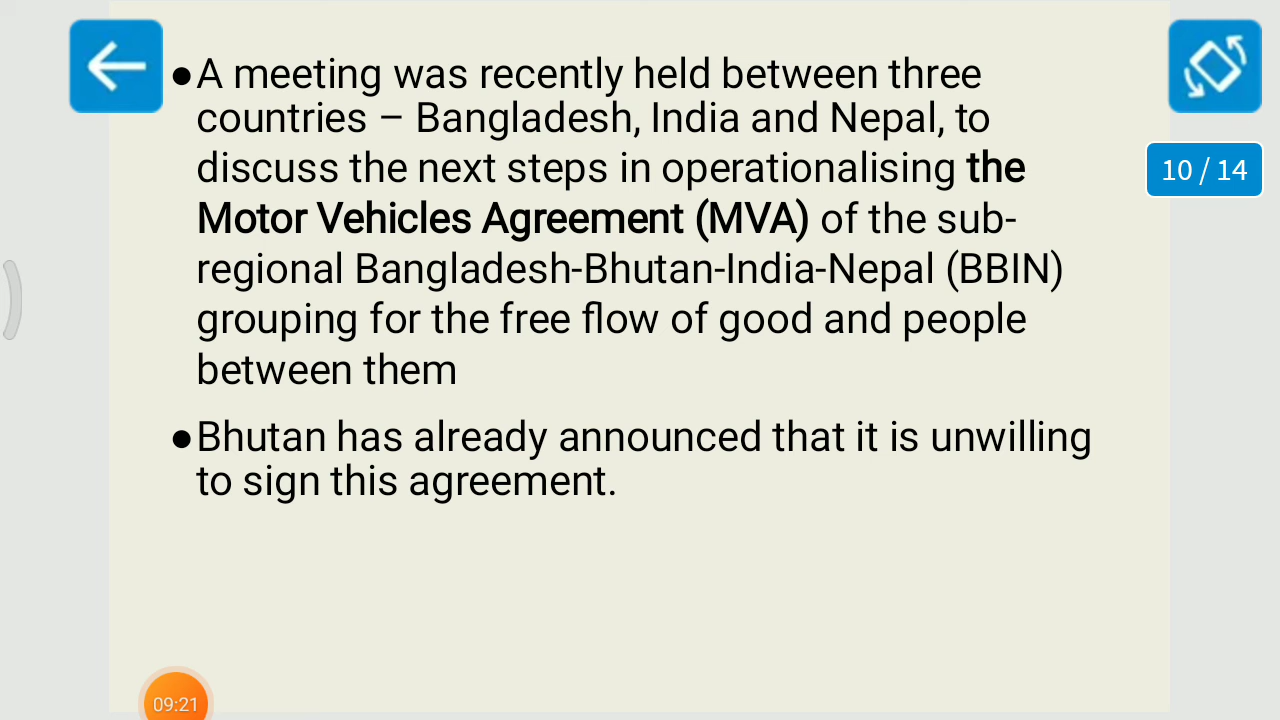 ●A meeting was recently held between three
countries – Bangladesh, India and Nepal, to
discuss the next steps in operationalising the
Motor Vehicles Agreement (MVA) of the sub-
regional Bangladesh-Bhutan-India-Nepal (BBIN)
10 / 14
grouping for the free flow of good and people
between them
●Bhutan has already announced that it is unwilling
to sign this agreement.
09:21